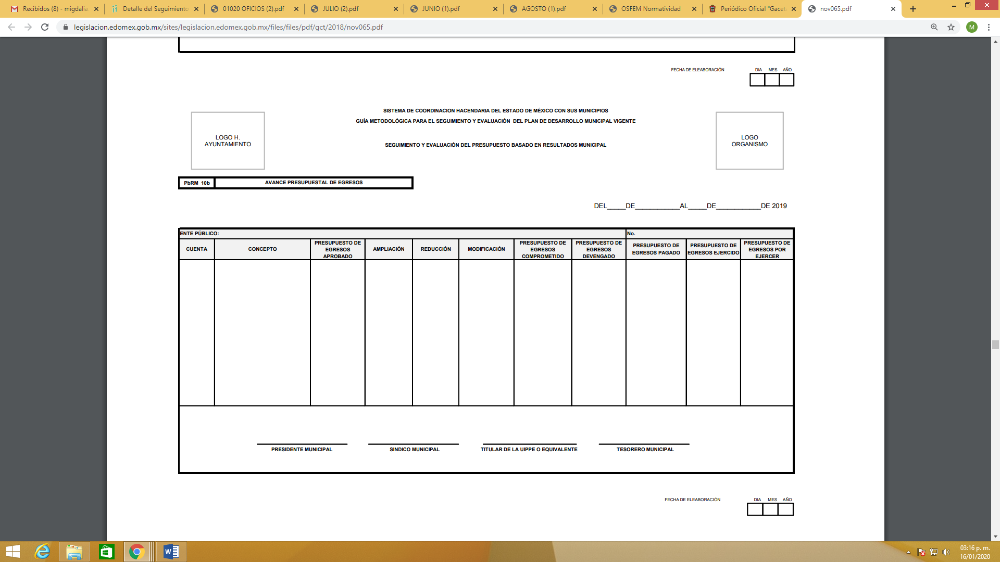 Recibidos (8) - migdalia
Detalle del Seguimiento
01020 OFICIOS (2).pdf
JULIO (2).pdf
JUNIO (1).pdf
AGOSTO (1).pdf
OSFEM Normatividad
Periódico Oficial "Gacet
nov065.pdf
legislacion.edomex.gob.mx/sites/legislacion.edomex.gob.mx/files/files/pdf/gct/2018/nov065.pdf
M
FECHA DE ELEABORACIÓN DIA MES AÑO
SISTEMA DE COORDINACION HACENDARIA DEL ESTADO DE MÉXICO CON SUS MUNICIPIOS
GUÍA METODOLÓGICA PARA EL SEGUIMIENTO Y EVALUACIÓN DEL PLAN DE DESARROLLO MUNICIPAL VIGENTE
LOGO H.
AYUNTAMIENTO
SEGUIMIENTO Y EVALUACIÓN DEL PRESUPUESTO BASADO EN RESULTADOS MUNICIPAL
LOGO
ORGANISMO
PbRM 10b AVANCE PRESUPUESTAL DE EGRESOS
DEL_____DE____________AL_____DE____________DE 2019
ENTE PÚBLICO: No.
CUENTA
CONCEPTO
PRESUPUESTO DE
EGRESOS
APROBADO
AMPLIACIÓN
REDUCCIÓN
MODIFICACIÓN
PRESUPUESTO DE
EGRESOS
COMPROMETIDO
PRESUPUESTO DE
EGRESOS
DEVENGADO
PRESUPUESTO DE
EGRESOS PAGADO
PRESUPUESTO DE
EGRESOS EJERCIDO
PRESUPUESTO DE
EGRESOS POR
EJERCER
PRESIDENTE MUNICIPAL
SINDICO MUNICIPAL
TITULAR DE LA UIPPE O EQUIVALENTE
TESORERO MUNICIPAL
FECHA DE ELEABORACIÓN DIA MES AÑO
03:16 p. m.
16/01/2020